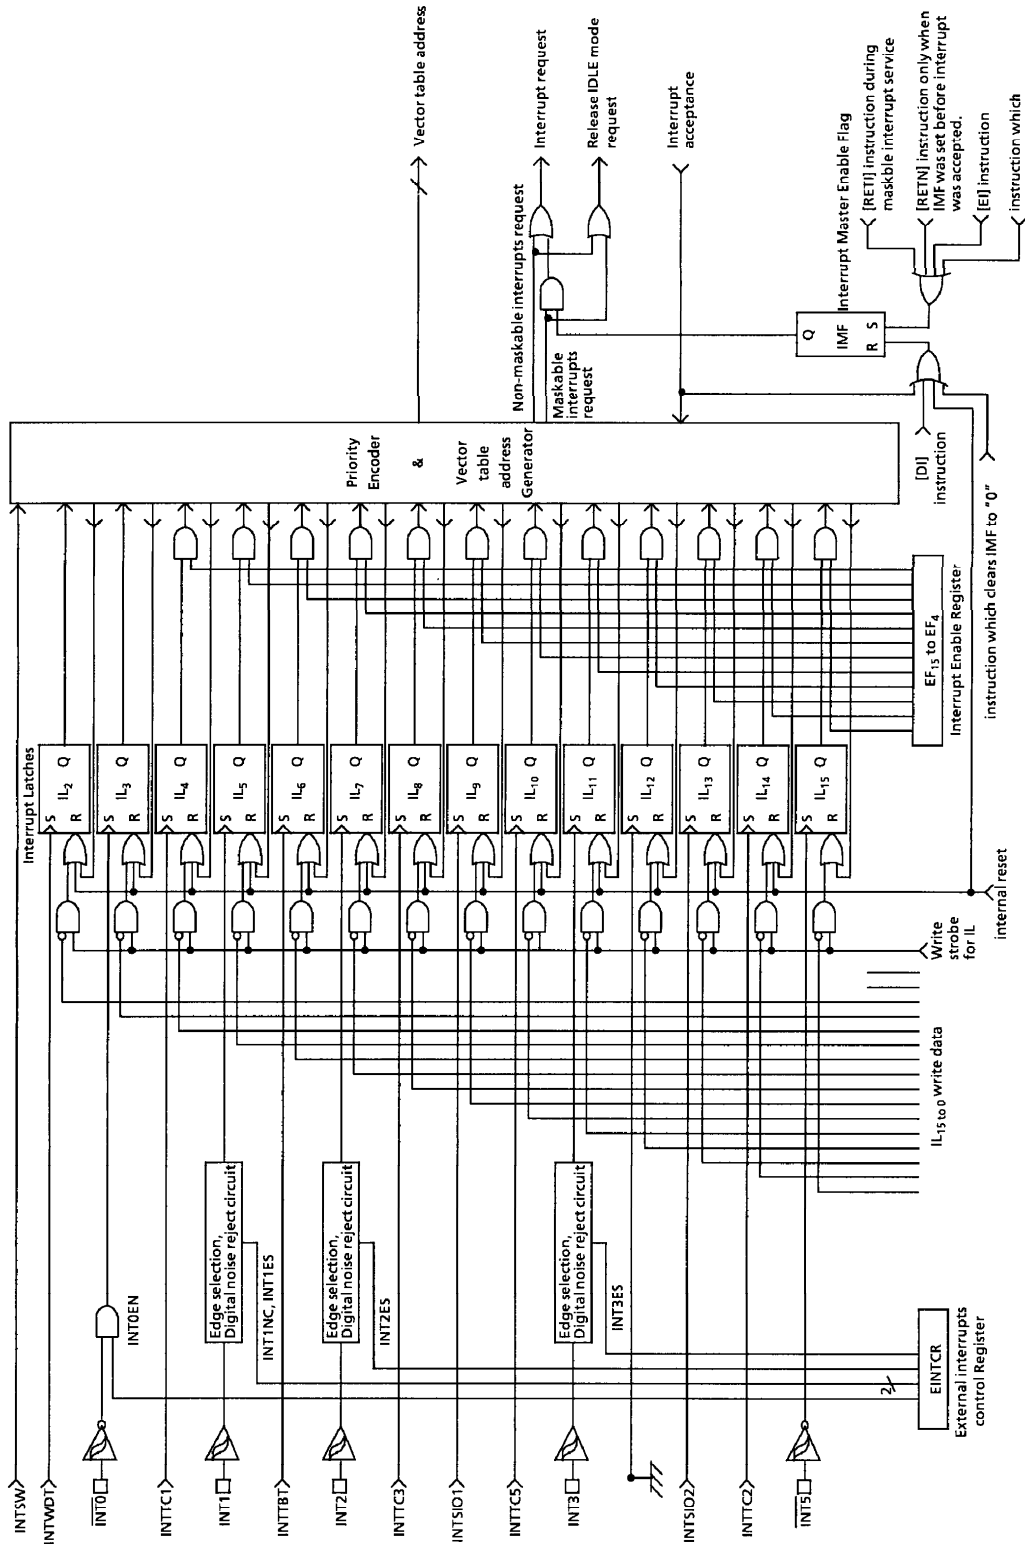 INTSW
INTWDT
INT0
INTTC1
INT1
INTTBT
INT2
INTTC3
INTSIO1
INTTC5
INT3
INTSIO2
INTTC2
INT5
INT0EN
Edge selection,
Digital noise reject circuit
INT1NC, INT1ES
Edge selection,
Digital noise reject circuit
INT2ES
Edge selection,
Digital noise reject circuit
INT3ES
2
EINTCR
External interrupts
control Register
IL15 to 0 write data
Write
strobe
for IL
internal reset
Interrupt Latches
S
IL2 Q
R
S
IL3 Q
R
S
IL4 Q
R
S
IL5 Q
R
S
IL6 Q
R
S
IL7 Q
R
S
IL8 Q
R
S
IL9 Q
R
S
IL10 Q
R
S
IL11 Q
R
S
IL12 Q
R
S
IL13 Q
R
S
IL14 Q
R
S
IL15 Q
R
EF15 to EF4
Interrupt Enable Register
instruction which clears IMF to "0"
Priority
Encoder
&
Vector
table
address
Generator
[DI]
instruction
Non-maskable interrupts request
Maskable
interrupts
request
Q
IMF
R S
Interrupt Master Enable Flag
Vector table address
Interrupt request
Release IDLE mode
request
Interrupt
acceptance
[RETI] instruction during
maskble interrupt service
[RETN] instruction only when
IMF was set before interrupt
was accepted.
[EI] instruction
instruction which